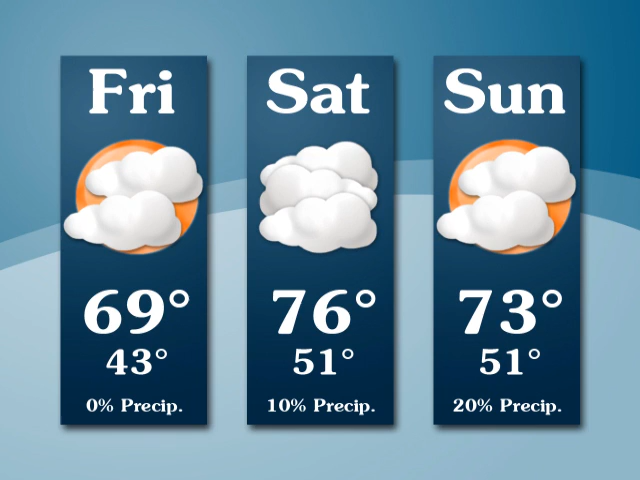 Fri
69°
43°
0% Precip.
Sat
76°
51°
10% Precip.
Sun
73°
51°
20% Precip.